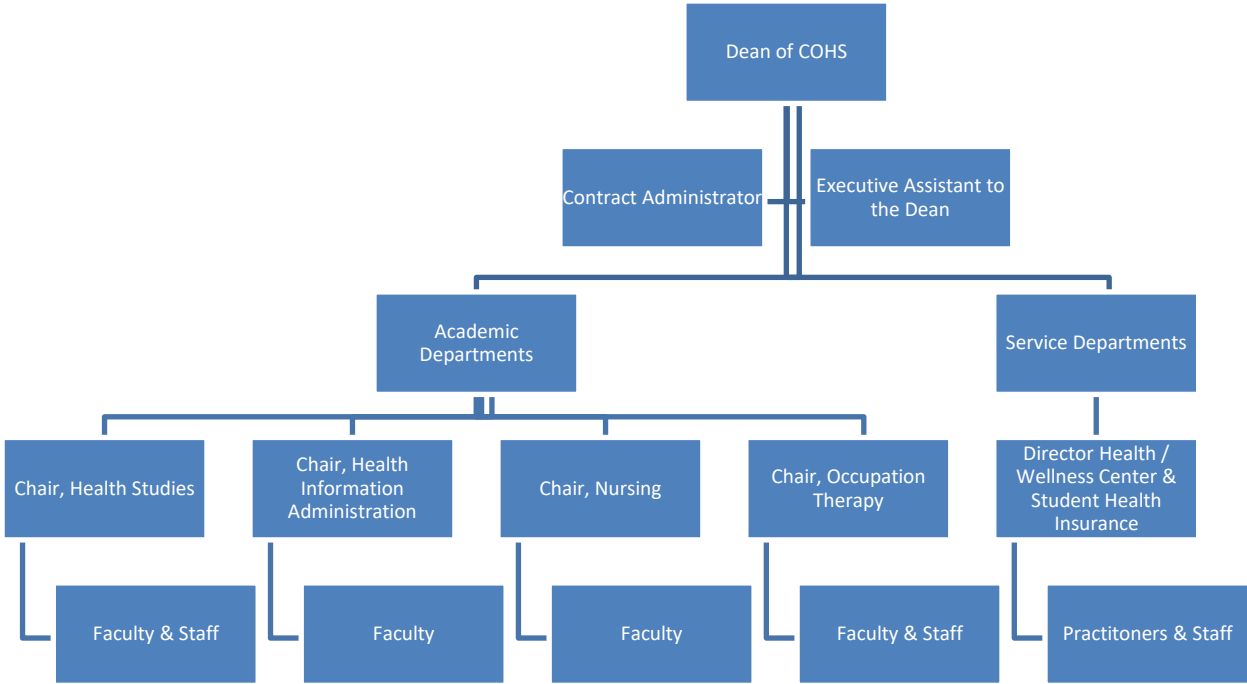 Dean of COHS
Contract Administrator
Executive Assistant to
the Dean
Academic
Departments
Service Departments
Chair, Health Studies
Chair, Health
Information
Administration
Chair, Nursing
Chair, Occupation
Therapy
Director Health /
Wellness Center &
Student Health
Insurance
Faculty & Staff
Faculty
Faculty
Faculty & Staff
Practitoners & Staff